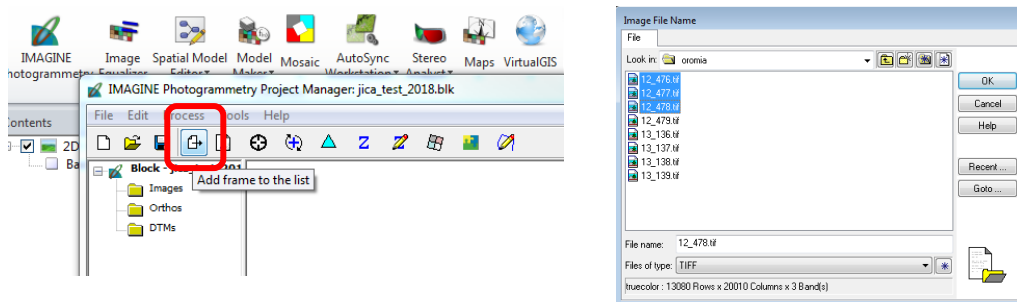 IMAGINE Image Spatial Model Model Mosaic AutoSync Stereo Maps VirtualGIS
hotogrammetry Equalizer Editor Maker Workstation Analyst
IMAGINE Photogrammetry Project Manager: jica_test_2018.blk
File Edit Process Tools Help
Contents
2D
Ba
Block - 201
Add frame to the list
Images
Orthos
DTMs
Image File Name
File
Look in: oromia
12_476.tif
12_477.tif
12_478.tif
12_479.tif
13_136.tif
13_137.tif
13_138.tif
13_139.tif
OK
Cancel
Help
Recent ...
Goto ...
File name: 12_478.tif
Files of type: TIFF
truecolor : 13080 Rows x 20010 Columns x 3 Band(s)